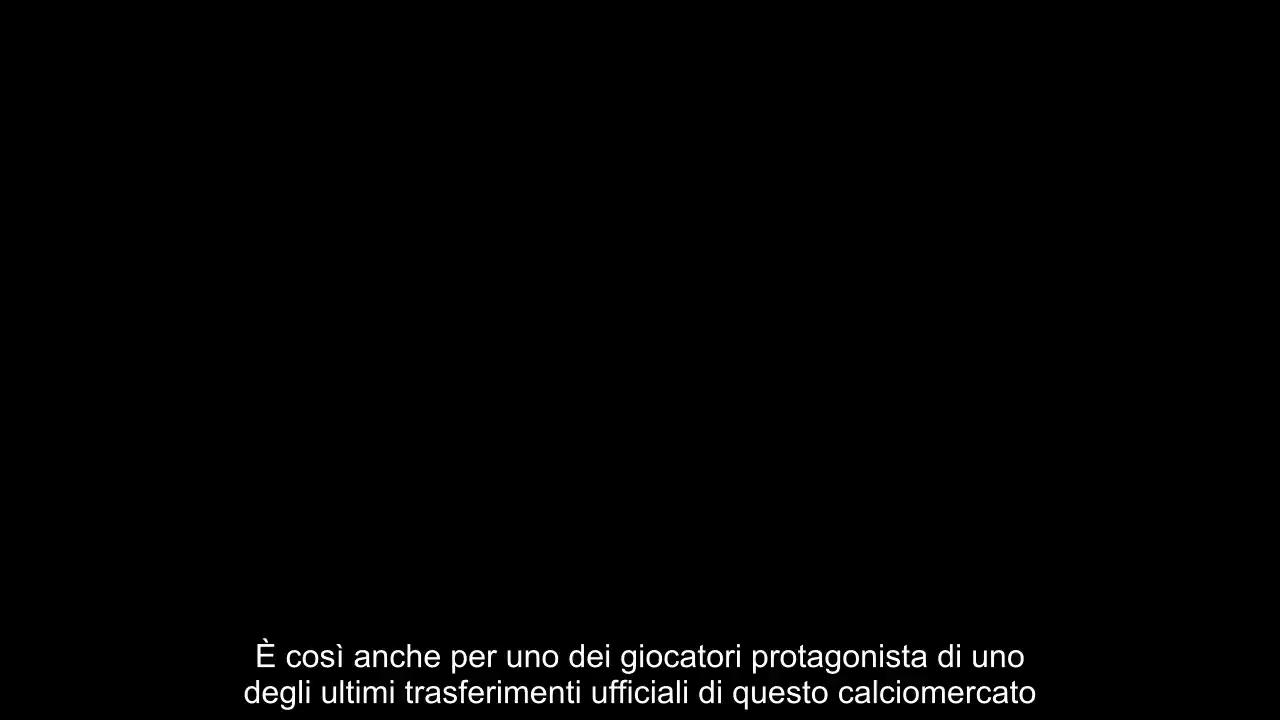 È così anche per uno dei giocatori protagonista di uno
degli ultimi trasferimenti ufficiali di questo calciomercato